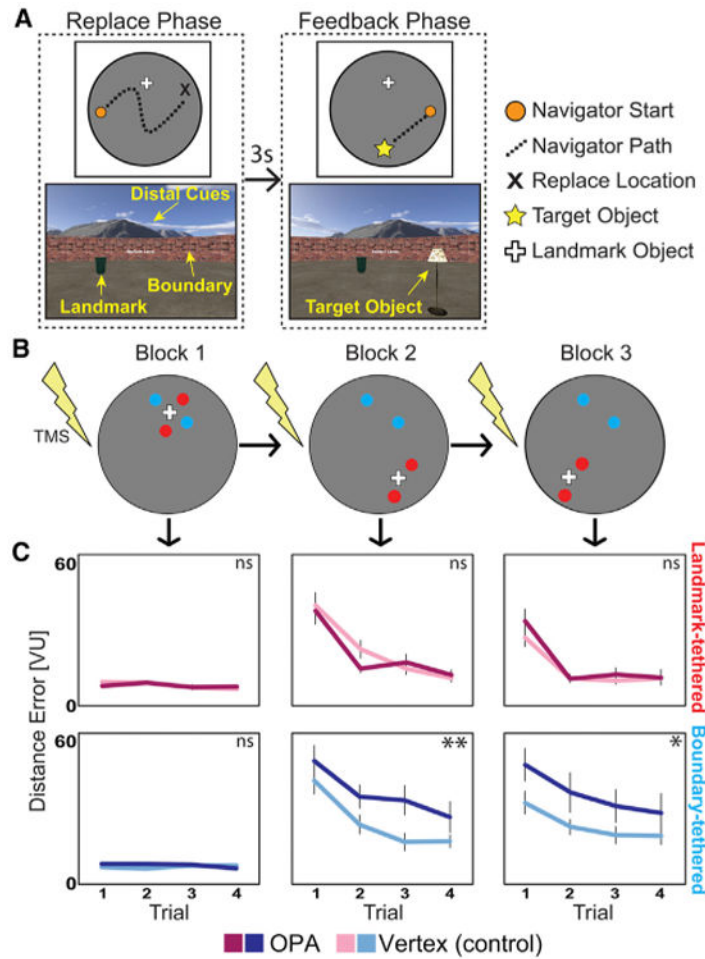 A
Replace Phase
Feedback Phase
X
3s
Distal Cues
Boundary
Landmark
Target Object
Navigator Start
Navigator Path
X Replace Location
Target Object
Landmark Object
B
Block 1
Block 2
Block 3
TMS
C
60
0
Distance Error [VU]
ns
ns
ns
Landmark-tethered
60
0
ns
**
*
Boundary-tethered
1 2 3 4
1 2 3 4
1 2 3 4
Trial
Trial
Trial
OPA
Vertex (control)